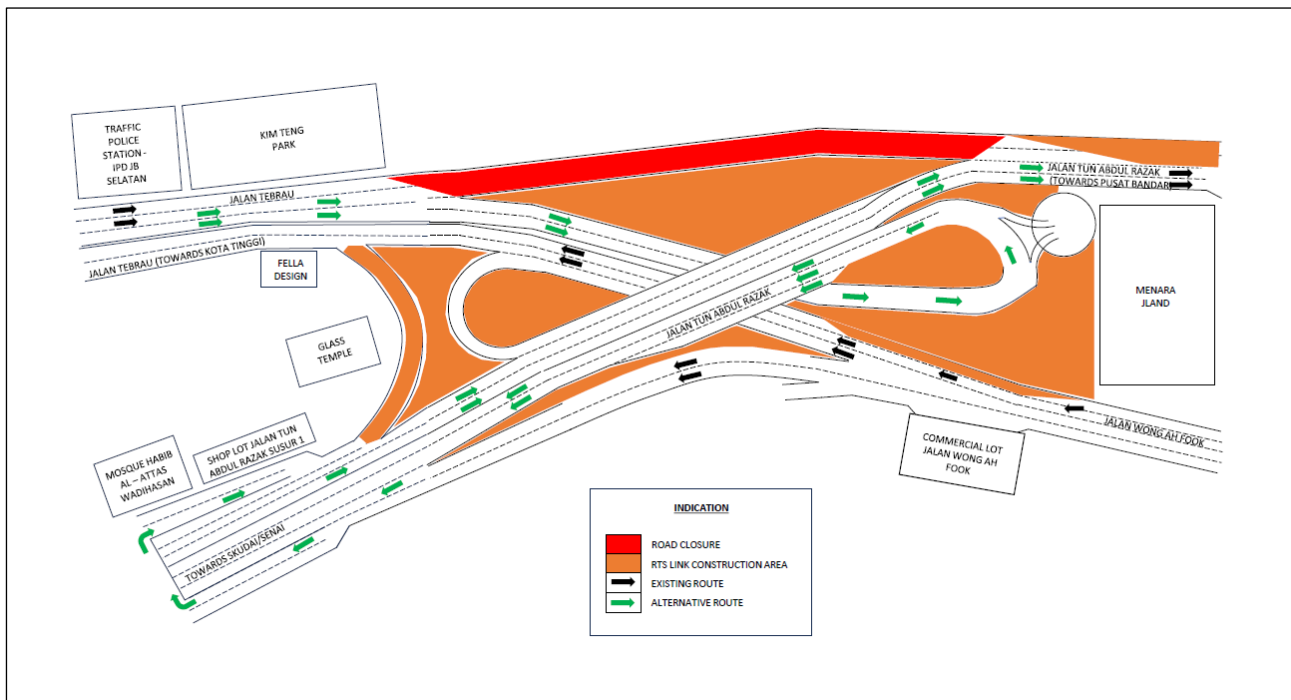 TRAFFIC
POLICE
STATION -
IPD JB
SELATAN
KIM TENG
PARK
JALAN TEBRAU
JALAN TEBRAU (TOWARDS KOTA TINGGI)
FELLA
DESIGN
GLASS
TEMPLE
JALAN TUN ABDUL RAZAK
(TOWARDS PUSAT BANDAR)
MENARA
JLAND
JALAN TUN ABDUL RAZAK
JALAN WONG AH FOOK
COMMERCIAL LOT
JALAN WONG AH
FOOK
MOSQUE HABIB
AL – ATTAS
WADIHASAN
SHOP LOT JALAN TUN
ABDUL RAZAK SUSUR 1
TOWARDS SKUDAI/SENAI
INDICATION
ROAD CLOSURE
RTS LINK CONSTRUCTION AREA
EXISTING ROUTE
ALTERNATIVE ROUTE